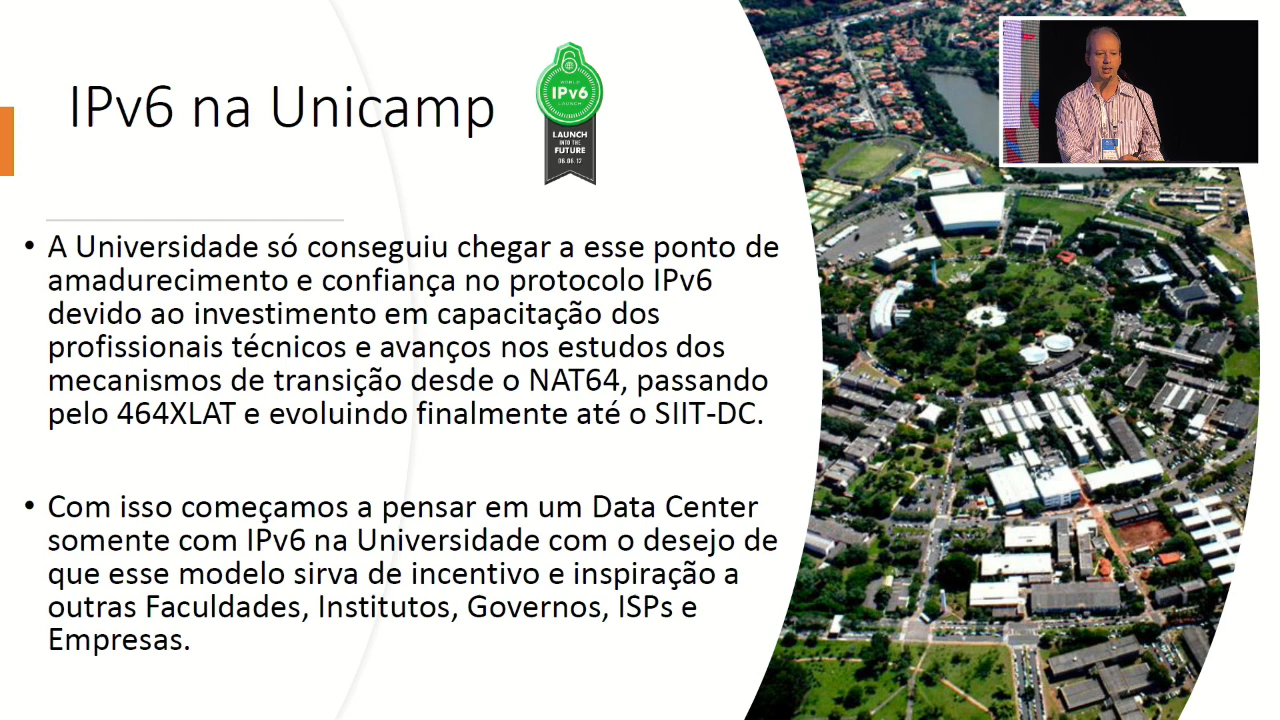 IPv6 na Unicamp
WORLD
IPv6
LAUNCH
LAUNCH
INTO THE
FUTURE
06.06.12
• A Universidade só conseguiu chegar a esse ponto de
amadurecimento e confiança no protocolo IPv6
devido ao investimento em capacitação dos
profissionais técnicos e avanços nos estudos dos
mecanismos de transição desde o NAT64, passando
pelo 464XLAT e evoluindo finalmente até o SIIT-DC.
• Com isso começamos a pensar em um Data Center
somente com IPv6 na Universidade com o desejo de
que esse modelo sirva de incentivo e inspiração a
outras Faculdades, Institutos, Governos, ISPs e
Empresas.